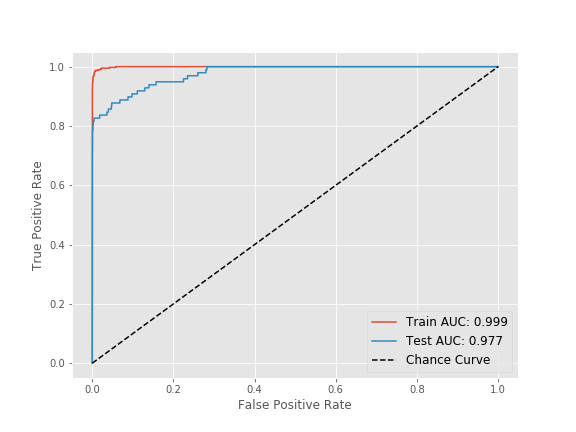 1.0
0.8
0.6
0.4
0.2
0.0
True Positive Rate
Train AUC: 0.999
Test AUC: 0.977
Chance Curve
0.0 0.2 0.4 0.6 0.8 1.0
False Positive Rate